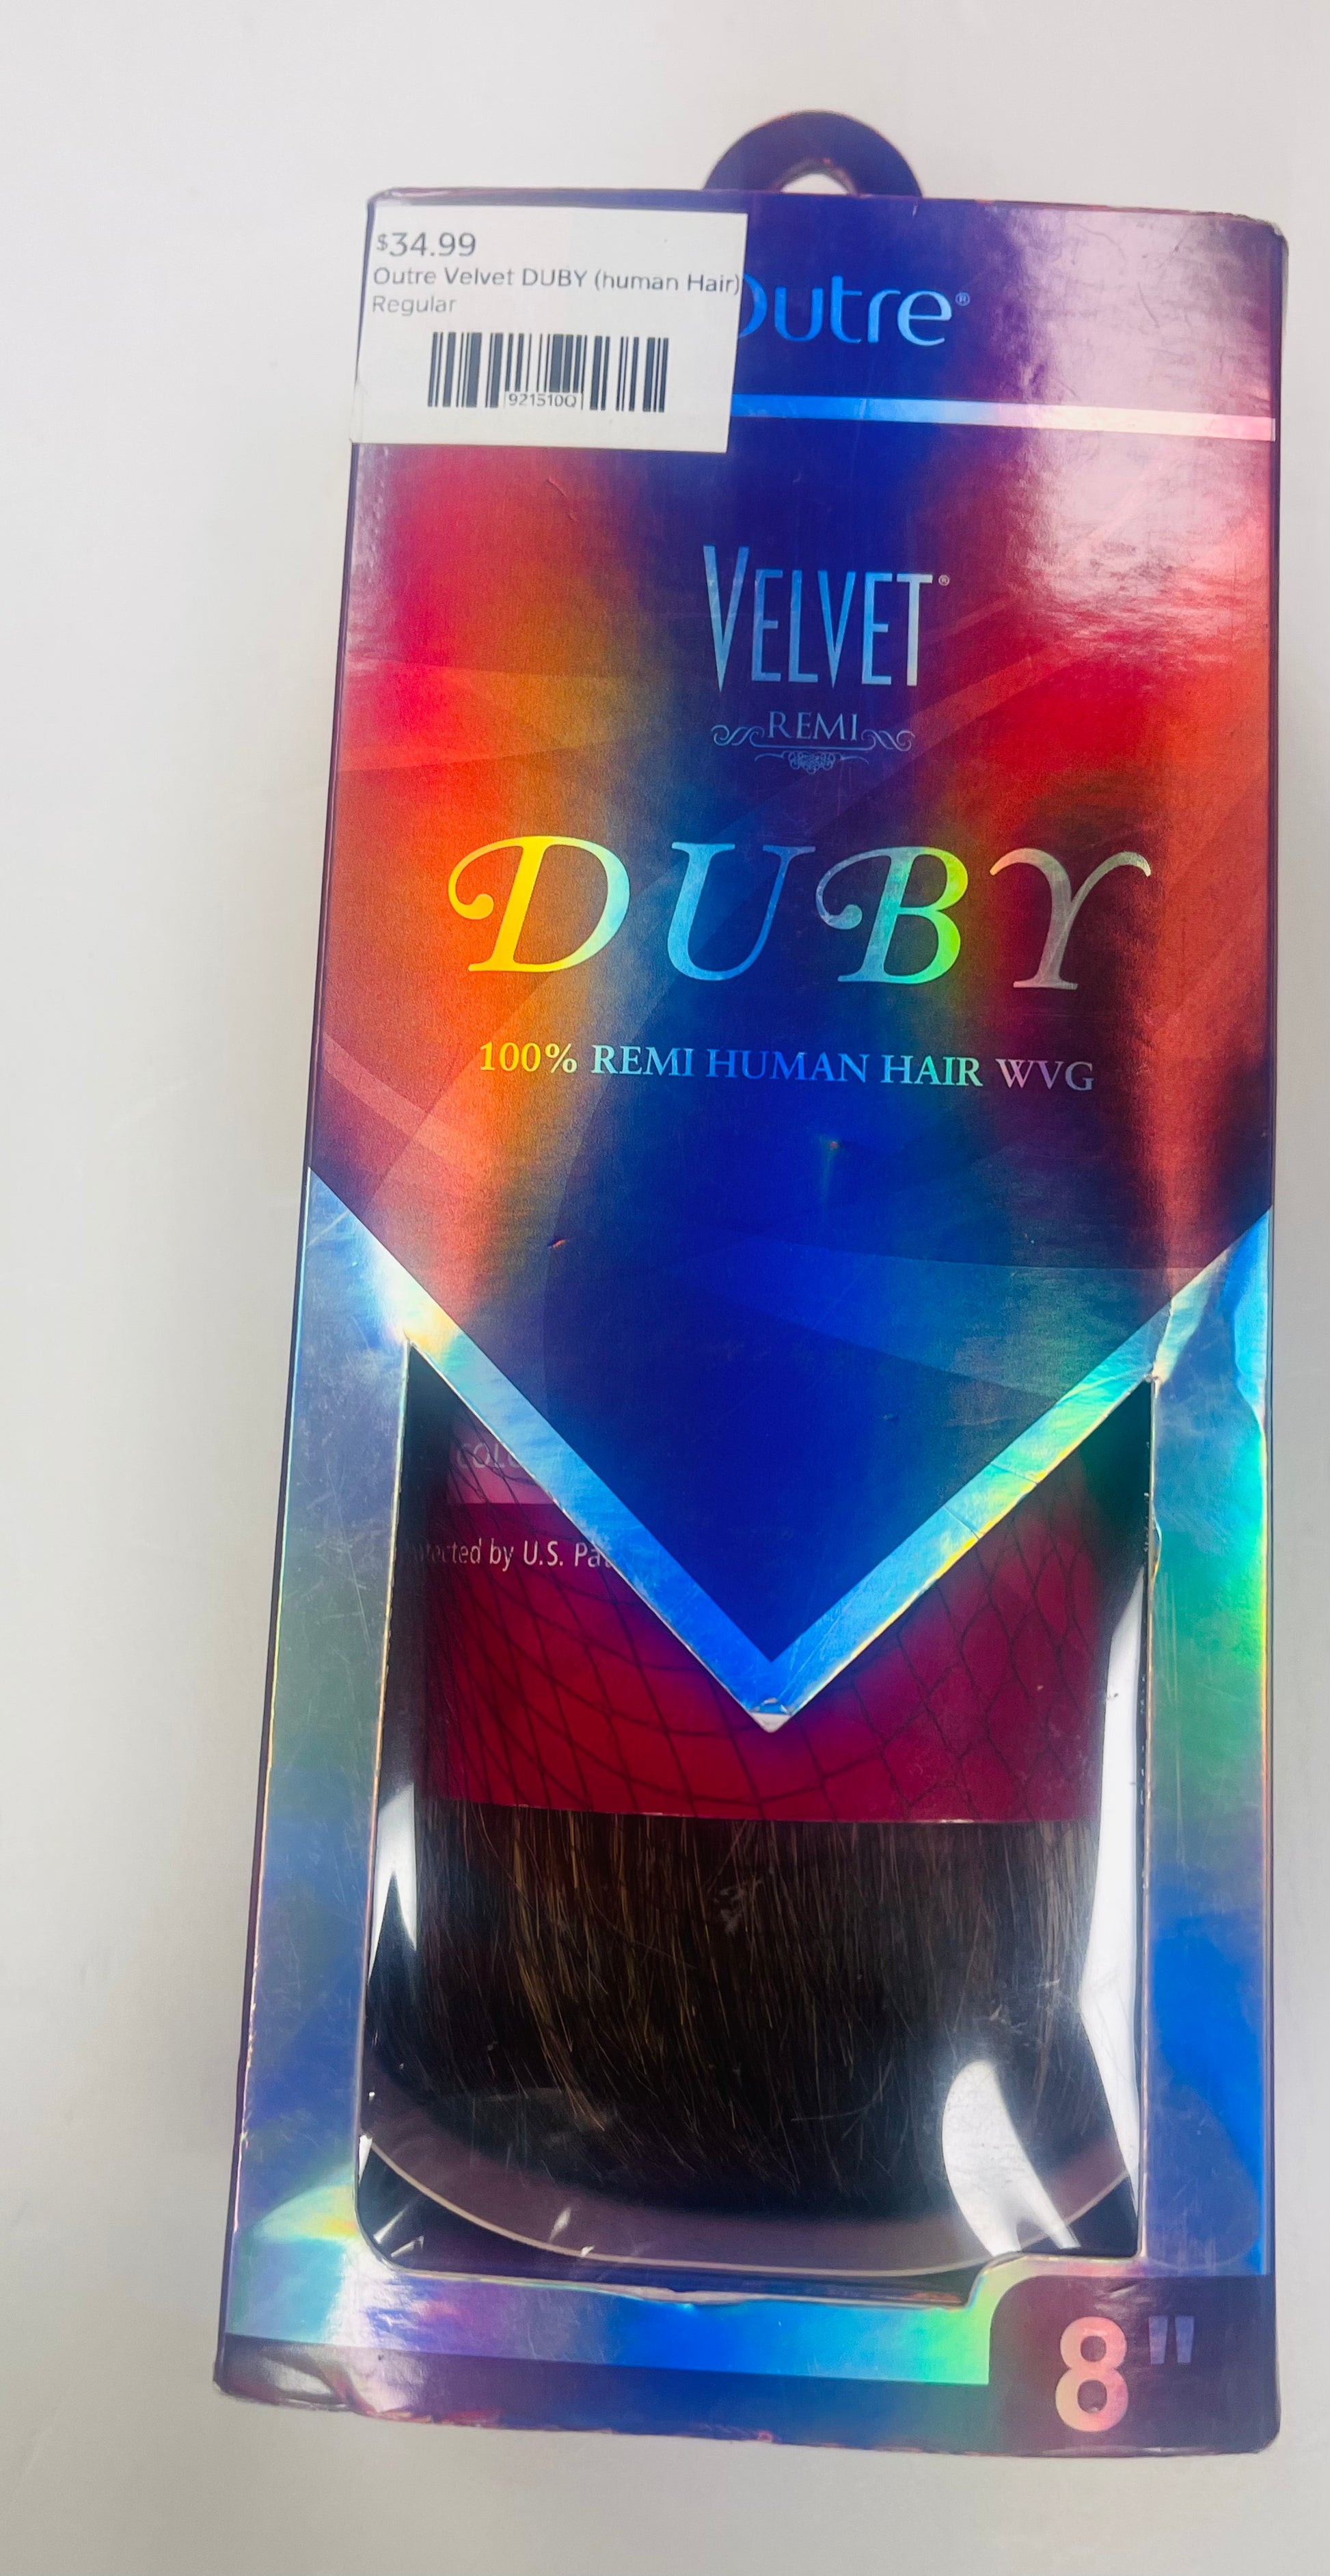 $34.99
Outre Velvet DUBY (human Hair)
Regular
921510Q
Outre®
VELVET®
REMI
DUBY
100% REMI HUMAN HAIR WVG
by U.S.
8"